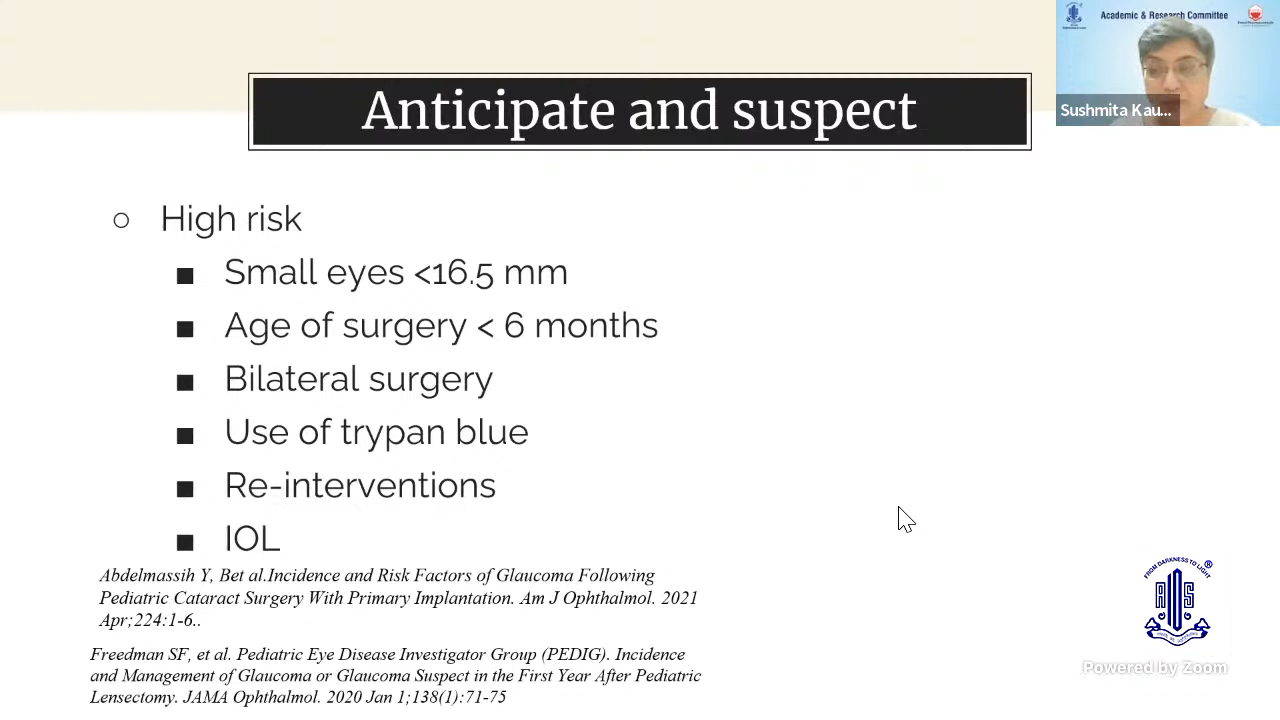 Academic & Research Committee
Sushmita Kau...
Anticipate and suspect
○ High risk
■ Small eyes <16.5 mm
■ Age of surgery < 6 months
■ Bilateral surgery
■ Use of trypan blue
■ Re-interventions
■ IOL
Abdelmassih Y, Bet al.Incidence and Risk Factors of Glaucoma Following
Pediatric Cataract Surgery With Primary Implantation. Am J Ophthalmol. 2021
Apr;224:1-6..
Freedman SF, et al. Pediatric Eye Disease Investigator Group (PEDIG). Incidence
and Management of Glaucoma or Glaucoma Suspect in the First Year After Pediatric
Lensectomy. JAMA Ophthalmol. 2020 Jan 1;138(1):71-75
FROM DARKNESS TO LIGHT ®
AIOS
Powered by Zoom